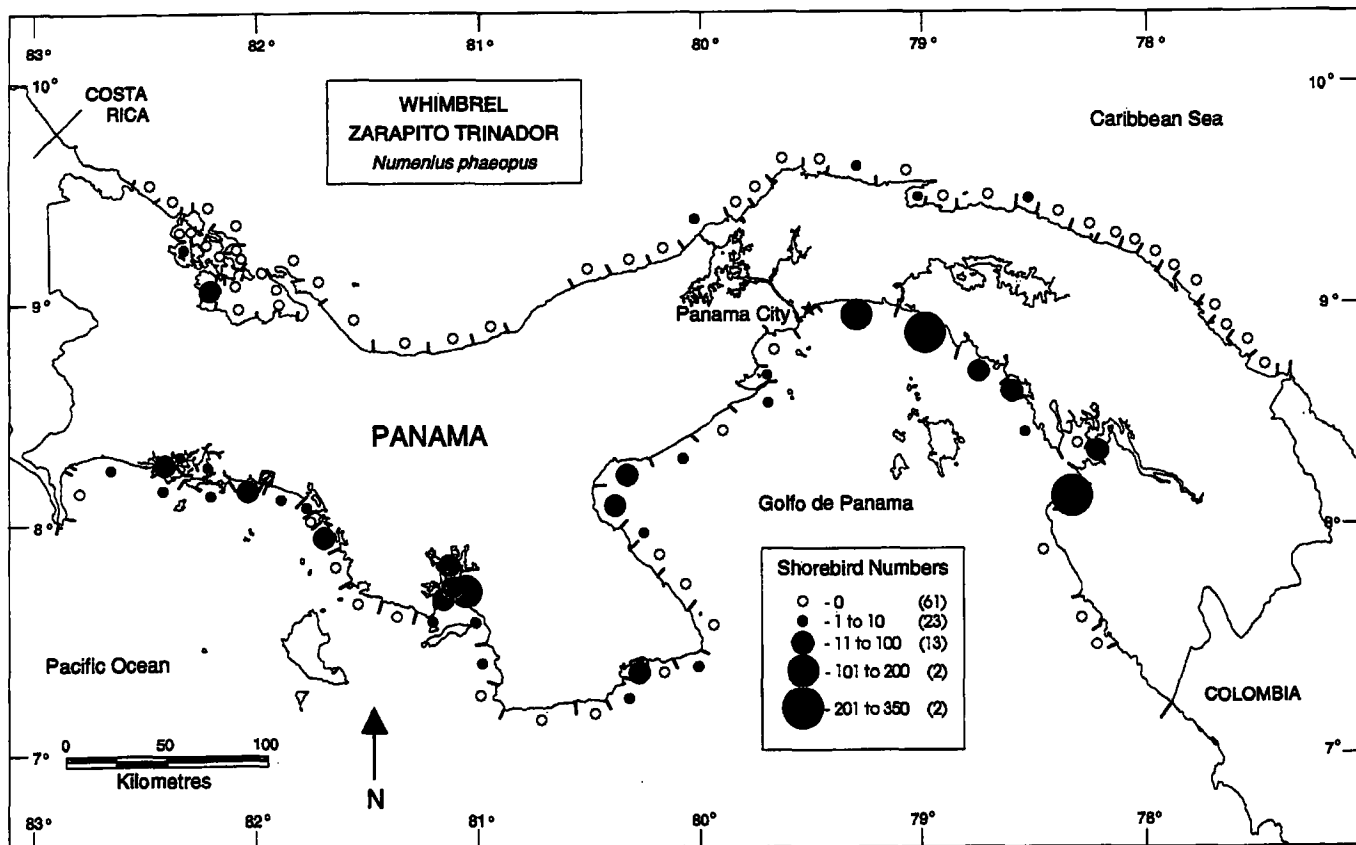 83° 82° 81° 80° 79° 78°
10° 10°
COSTA
RICA
WHIMBREL
ZARAPITO TRINADOR
Numenius phaeopus
Caribbean Sea
9° 9°
Panama City
PANAMA
Golfo de Panama
8° 8°
Shorebird Numbers
- 0 (61)
- 1 to 10 (23)
- 11 to 100 (13)
- 101 to 200 (2)
- 201 to 350 (2)
Pacific Ocean
COLOMBIA
0 50 100
Kilometres
N
7° 7°
83° 82° 81° 80° 79° 78°